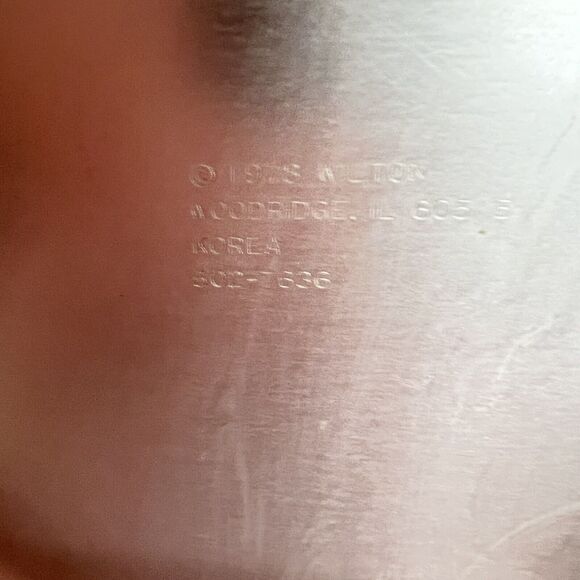 © 1978 WILTON
WOODRIDGE, IL
KOREA
502-7636